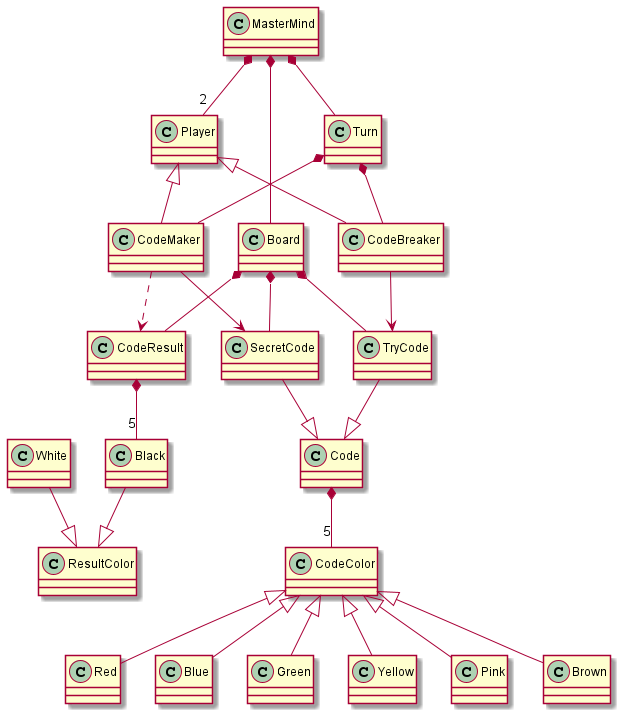 C MasterMind
2
C Player
C Turn
C CodeMaker
C Board
C CodeBreaker
C CodeResult
C SecretCode
C TryCode
5
C White
C Black
C Code
5
C ResultColor
C CodeColor
C Red
C Blue
C Green
C Yellow
C Pink
C Brown